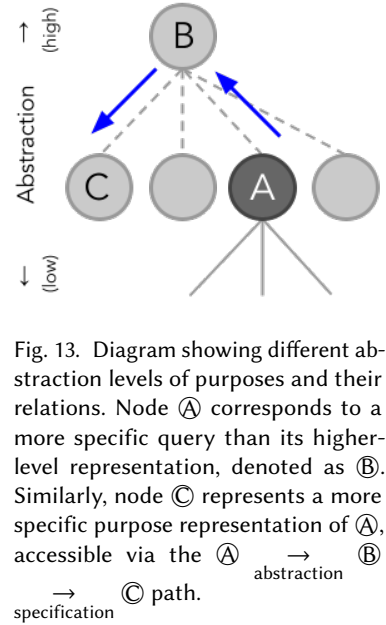 B
→
(high)
Abstraction
←
(low)
C
A
Fig. 13. Diagram showing different ab-
straction levels of purposes and their
relations. Node Ⓐ corresponds to a
more specific query than its higher-
level representation, denoted as Ⓑ.
Similarly, node Ⓒ represents a more
specific purpose representation of Ⓐ,
accessible via the Ⓐ → Ⓑ
abstraction
→ Ⓒ path.
specification